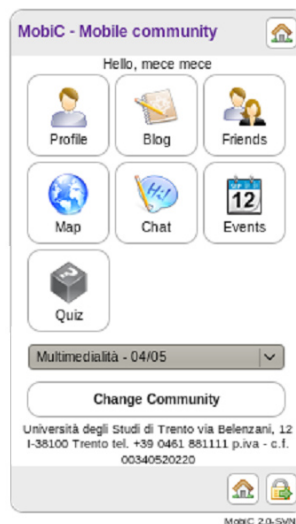 MobiC - Mobile community
Hello, mece mece
Profile Blog Friends
Map Chat Events
Quiz
Multimedialità - 04/05
Change Community
Università degli Studi di Trento via Belenzani, 12
I-38100 Trento tel. +39 0461 881111 p.iva - c.f.
00340520220
MobiC 2.0-SVN
Hi!
SEP
12